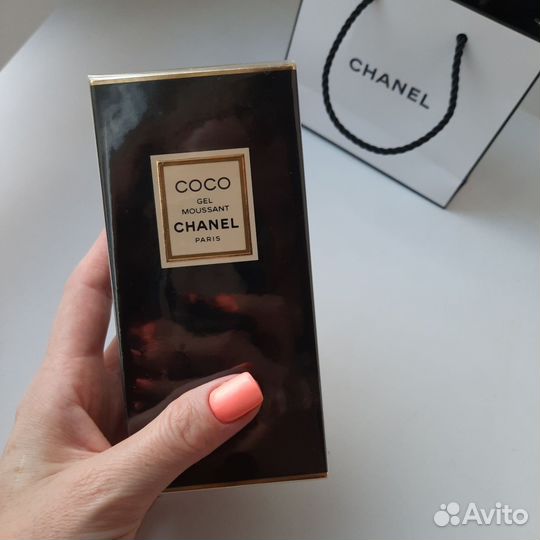 CHANEL
COCO
GEL
MOUSSANT
CHANEL
PARIS
Avito